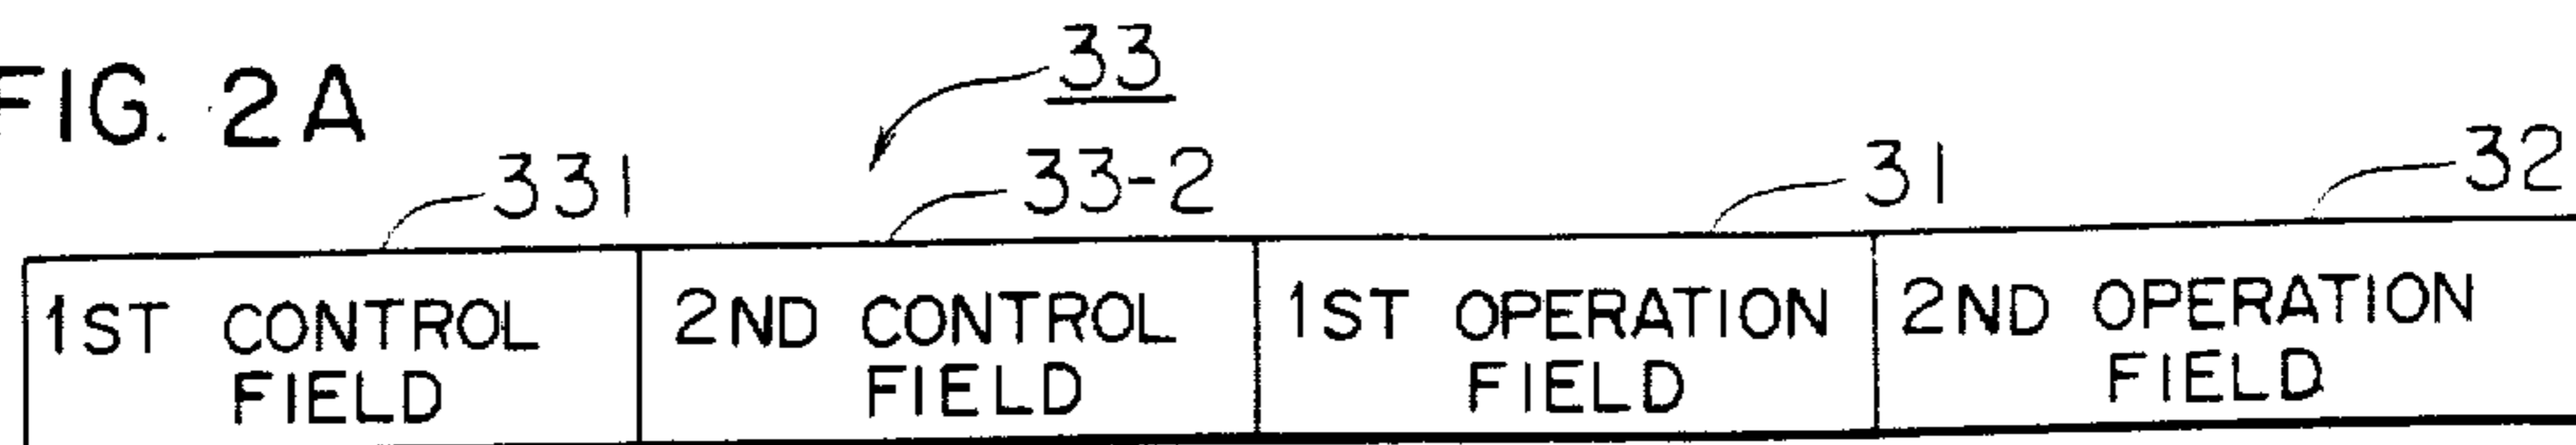 FIG. 2A
33
331
33-2
31
32
1ST CONTROL FIELD
2ND CONTROL FIELD
1ST OPERATION FIELD
2ND OPERATION FIELD